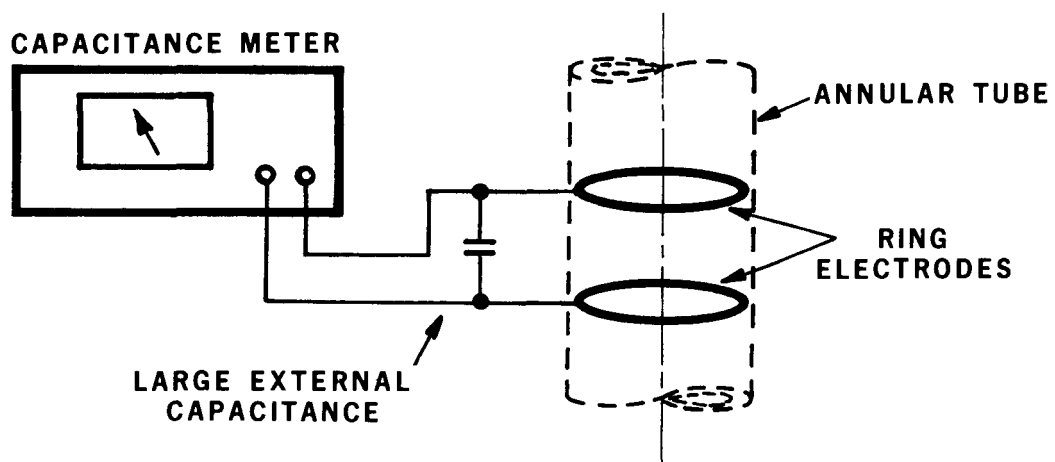 CAPACITANCE METER
ANNULAR TUBE
RING
ELECTRODES
LARGE EXTERNAL
CAPACITANCE